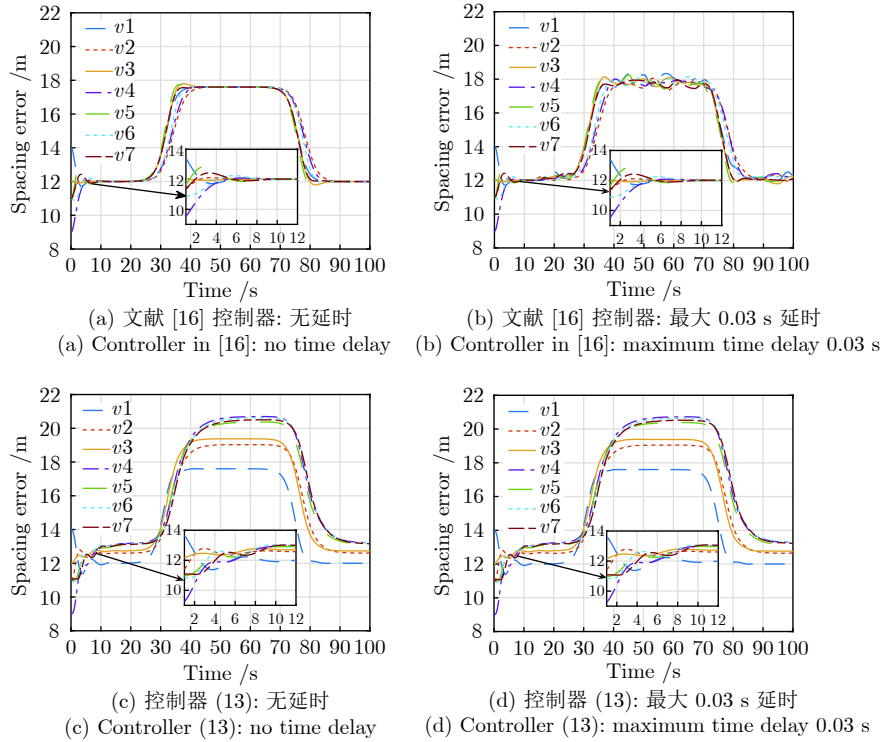 22
20
18
16
14
12
10
8
Spacing error /m
v1
v2
v3
v4
v5
v6
v7
14
12
10
2 4 6 8 10 12
0 10 20 30 40 50 60 70 80 90 100
Time /s
(a) 文献 [16] 控制器: 无延时
(a) Controller in [16]: no time delay
22
20
18
16
14
12
10
8
Spacing error /m
v1
v2
v3
v4
v5
v6
v7
14
12
10
2 4 6 8 10 12
0 10 20 30 40 50 60 70 80 90 100
Time /s
(b) 文献 [16] 控制器: 最大 0.03 s 延时
(b) Controller in [16]: maximum time delay 0.03 s
22
20
18
16
14
12
10
8
Spacing error /m
v1
v2
v3
v4
v5
v6
v7
14
12
10
2 4 6 8 10 12
0 10 20 30 40 50 60 70 80 90 100
Time /s
(c) 控制器 (13): 无延时
(c) Controller (13): no time delay
22
20
18
16
14
12
10
8
Spacing error /m
v1
v2
v3
v4
v5
v6
v7
14
12
10
2 4 6 8 10 12
0 10 20 30 40 50 60 70 80 90 100
Time /s
(d) 控制器 (13): 最大 0.03 s 延时
(d) Controller (13): maximum time delay 0.03 s